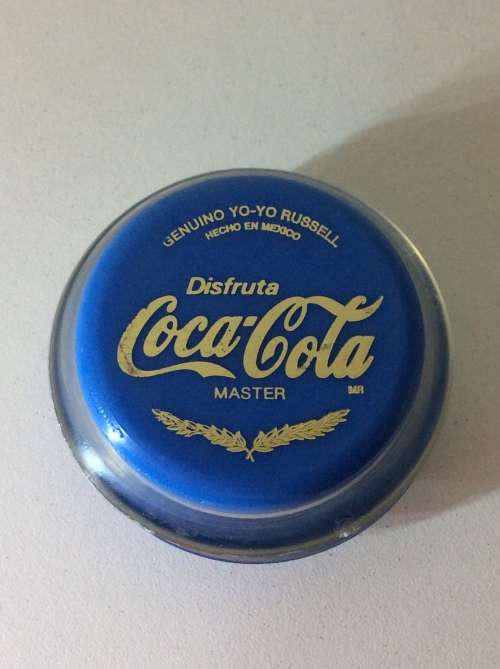 GENUINO YO-YO RUSSELL
HECHO EN MEXICO
Disfruta
Coca-Cola
MASTER MR